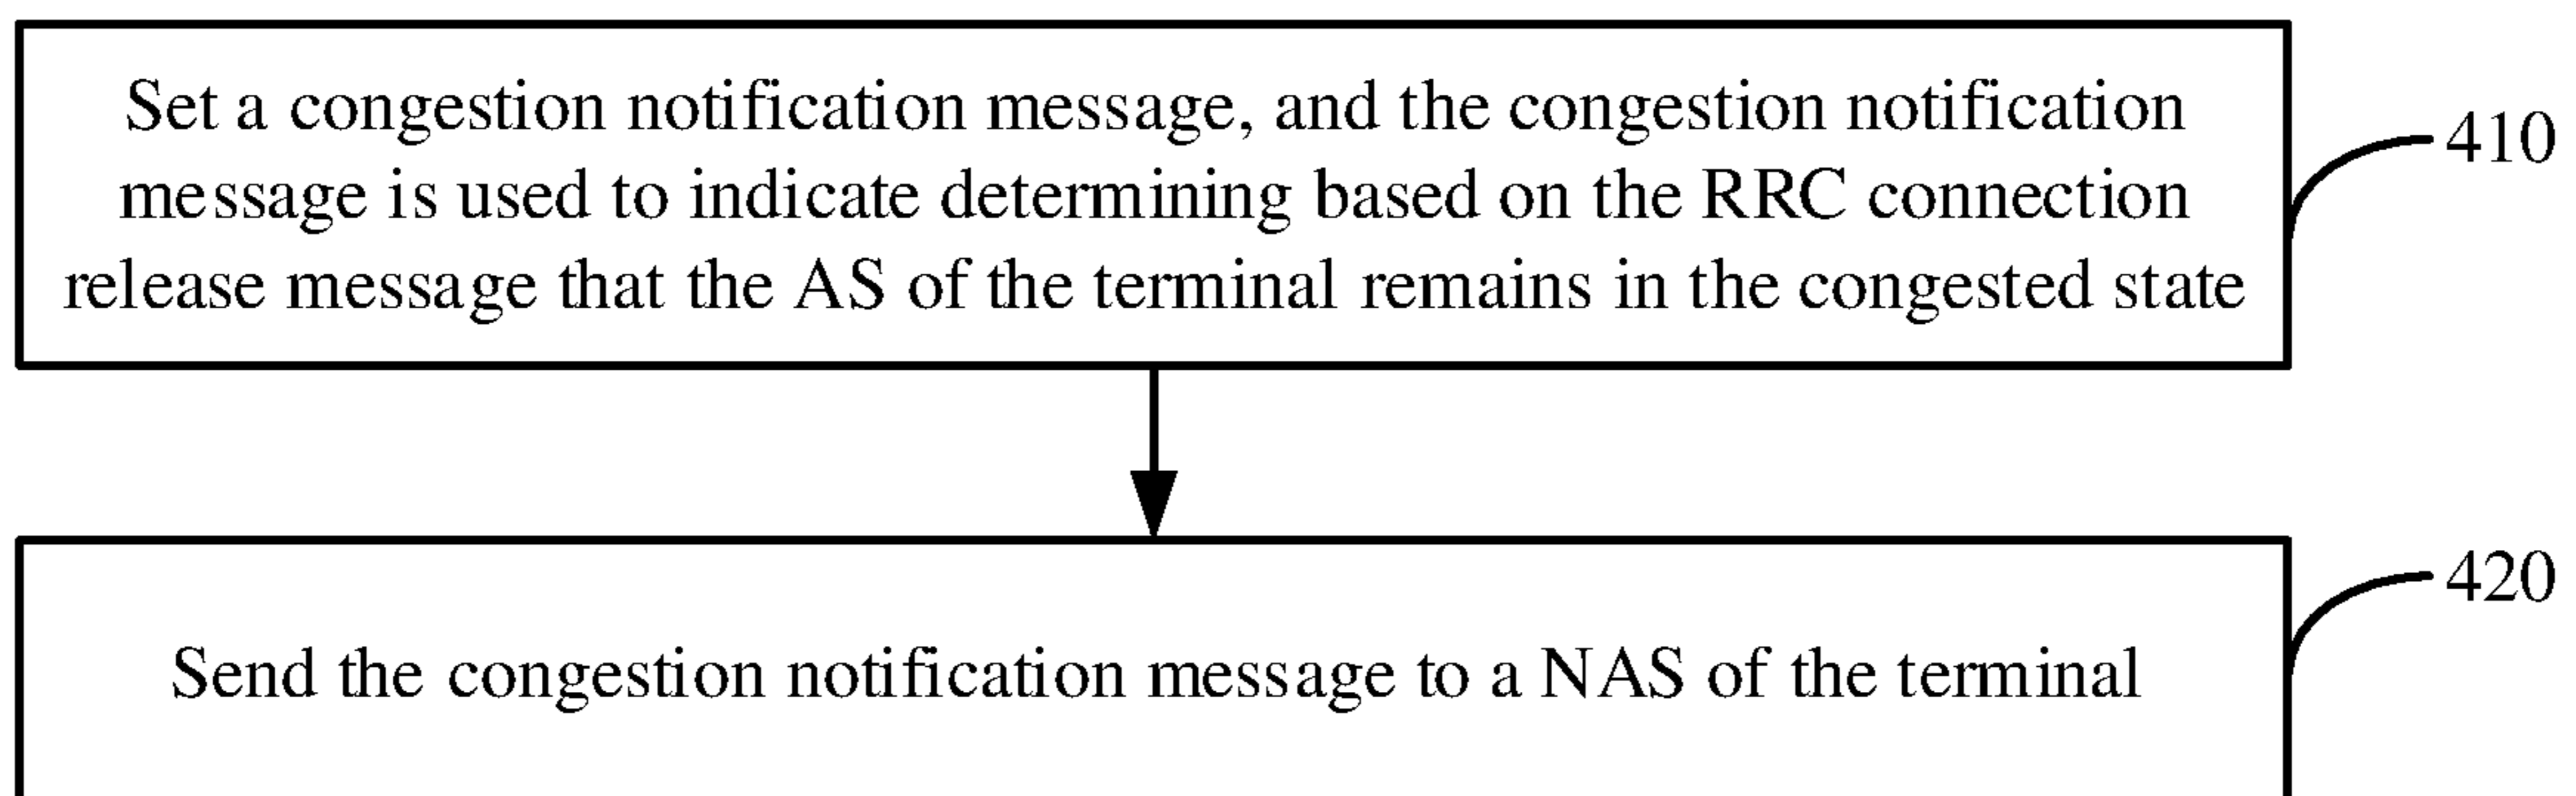 Set a congestion notification message, and the congestion notification
message is used to indicate determining based on the RRC connection
release message that the AS of the terminal remains in the congested state
410
Send the congestion notification message to a NAS of the terminal
420